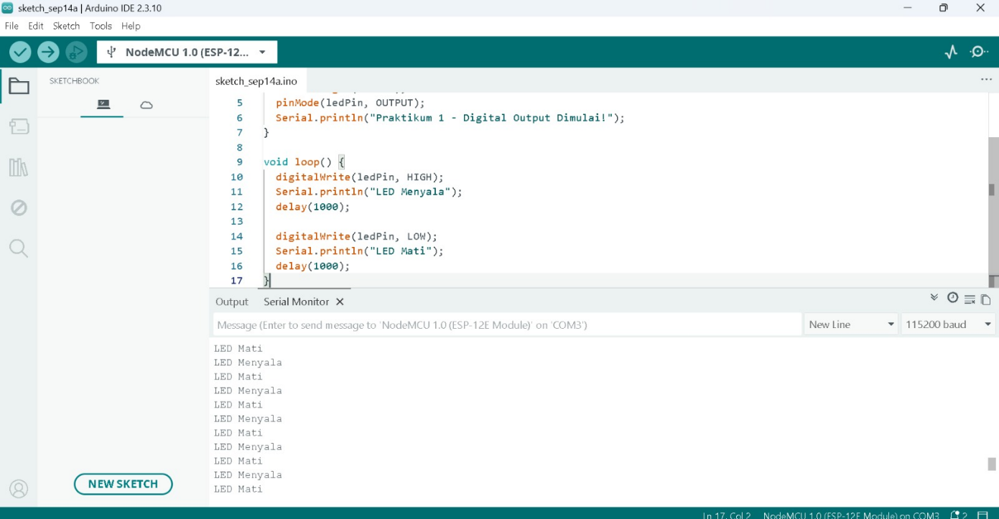 sketch_sep14a | Arduino IDE 2.3.10
File Edit Sketch Tools Help
NodeMCU 1.0 (ESP-12...
SKETCHBOOK
sketch_sep14a.ino
...
5 pinMode(ledPin, OUTPUT);
6 Serial.println("Praktikum 1 - Digital Output Dimulai!");
7 }
8
9 void loop() {
10 digitalWrite(ledPin, HIGH);
11 Serial.println("LED Menyala");
12 delay(1000);
13
14 digitalWrite(ledPin, LOW);
15 Serial.println("LED Mati");
16 delay(1000);
17 }
Output Serial Monitor X
Message (Enter to send message to 'NodeMCU 1.0 (ESP-12E Module)' on 'COM3')
New Line
115200 baud
LED Mati
LED Menyala
LED Mati
LED Menyala
LED Mati
LED Menyala
LED Mati
LED Menyala
LED Mati
LED Menyala
LED Mati
NEW SKETCH
Ln 17, Col 2 NodeMCU 1.0 (ESP-12E Module) on COM3 2